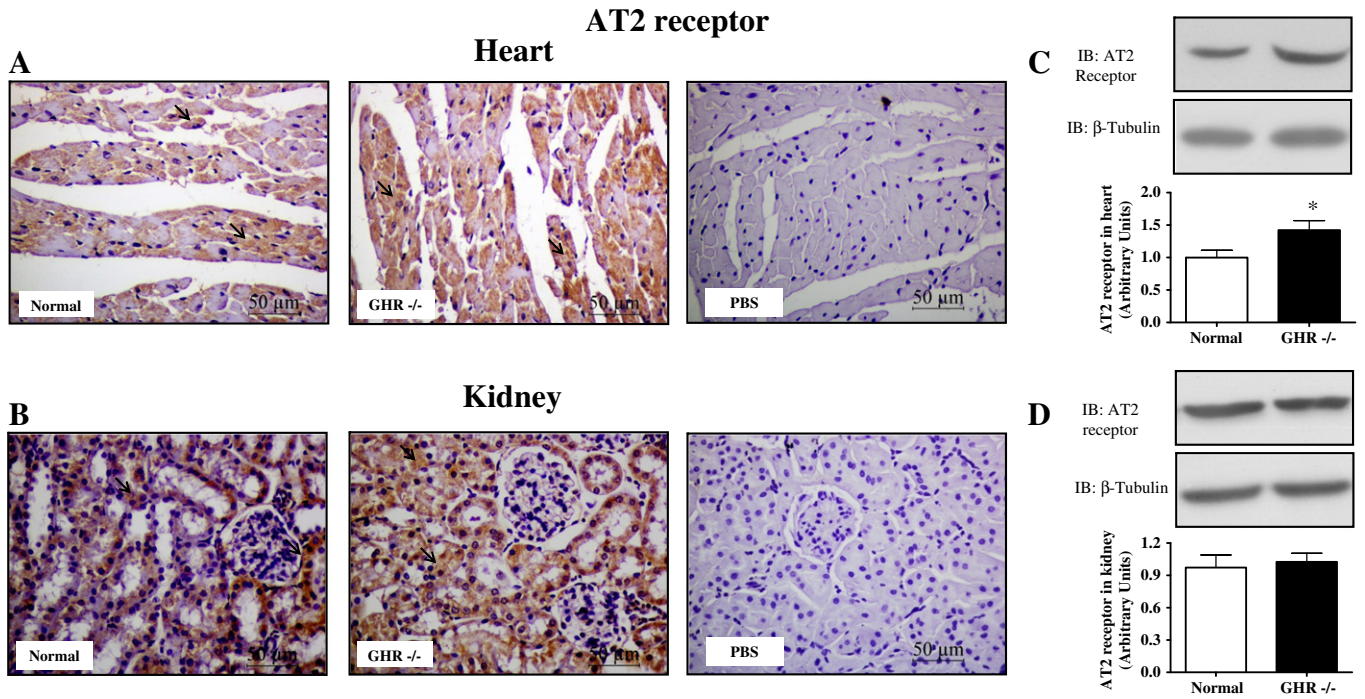 AT2 receptor
A
Heart
Normal
50 µm
GHR -/-
50 µm
PBS
50 µm
B
Kidney
Normal
50 µm
GHR -/-
50 µm
PBS
50 µm
C
IB: AT2
Receptor
IB: β-Tubulin
AT2 receptor in heart
(Arbitrary Units)
2.0
1.5
1.0
0.5
0.0
*
Normal
GHR -/-
D
IB: AT2
receptor
IB: β-Tubulin
AT2 receptor in kidney
(Arbitrary Units)
1.2
0.9
0.6
0.3
0.0
Normal
GHR -/-